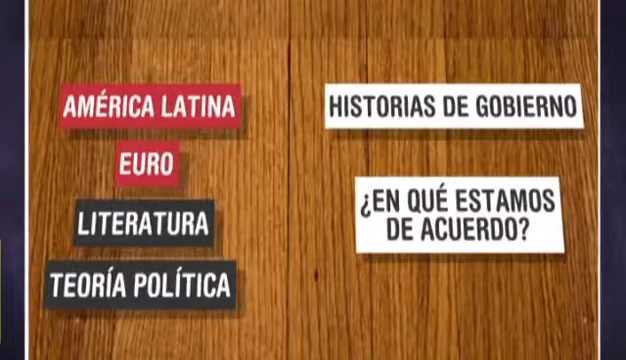 AMÉRICA LATINA
EURO
LITERATURA
TEORÍA POLÍTICA
HISTORIAS DE GOBIERNO
¿EN QUÉ ESTAMOS
DE ACUERDO?